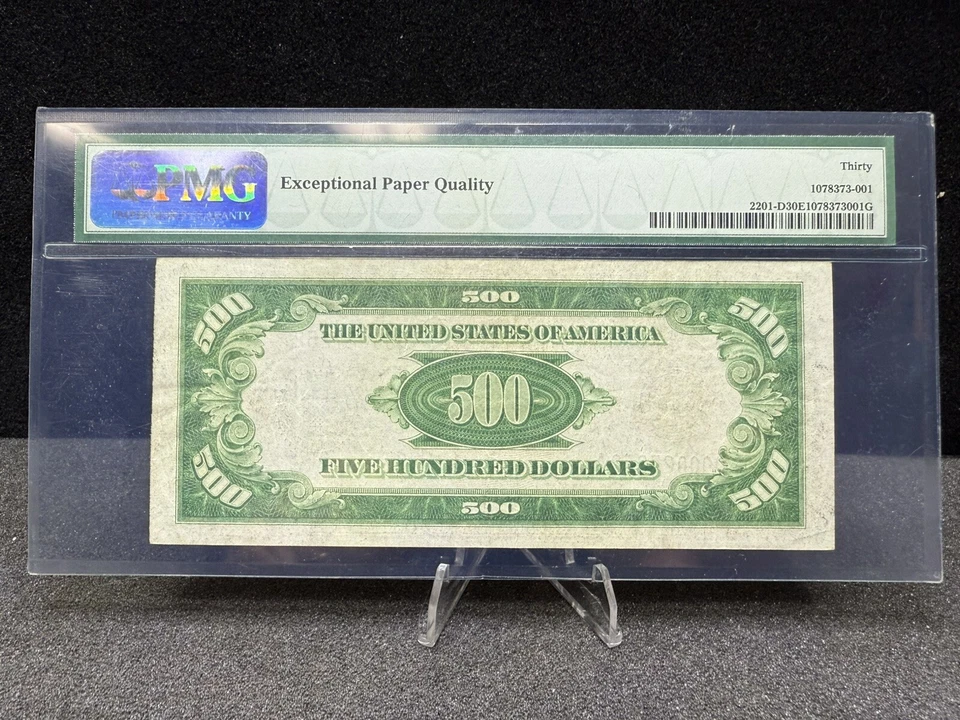 PMG
Exceptional Paper Quality
Thirty
1078373-001
2201-D30E1078373001G
500
500
500
THE UNITED STATES OF AMERICA
500
FIVE HUNDRED DOLLARS
500
500
500